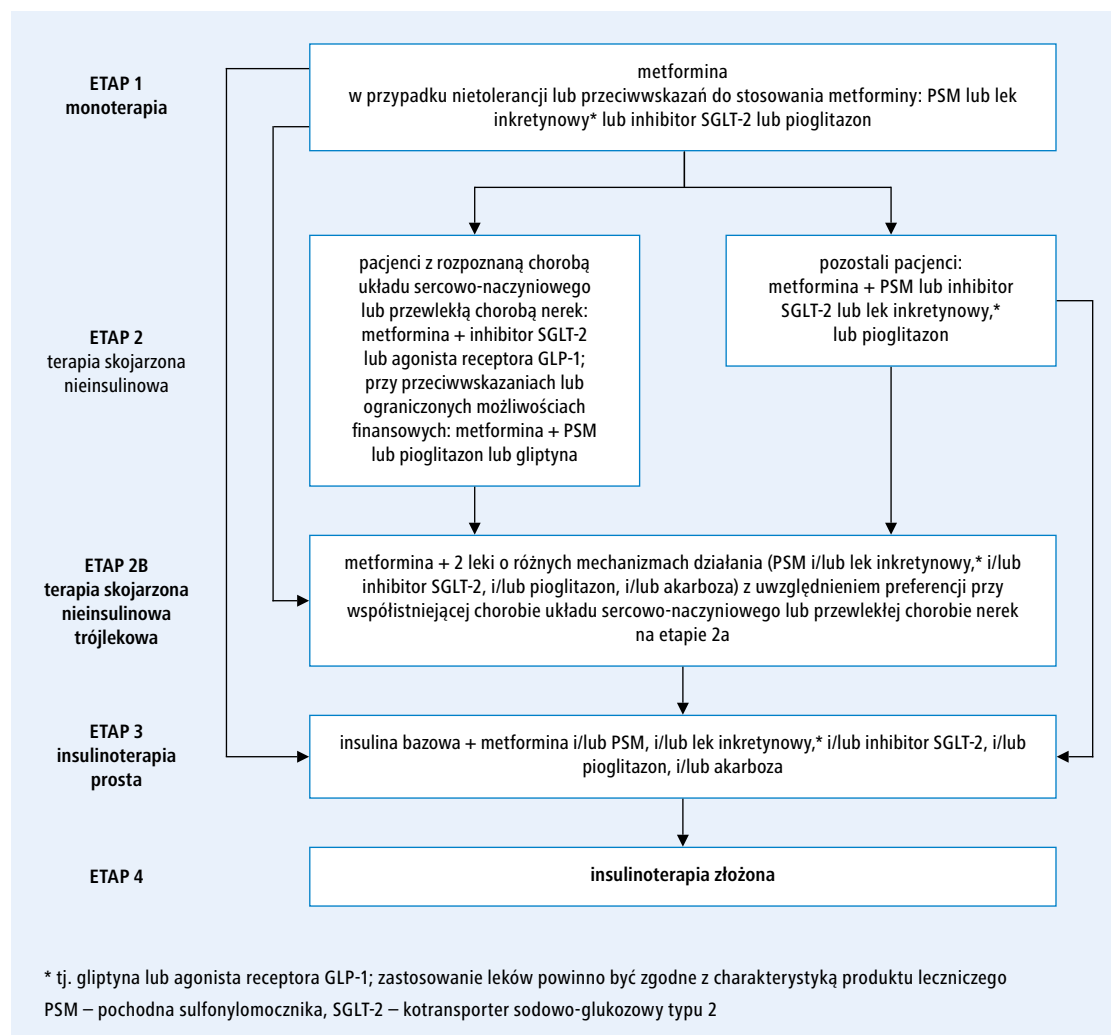 ETAP 1
monoterapia
metformina
w przypadku nietolerancji lub przeciwwskazań do stosowania metforminy: PSM lub lek
inkretynowy* lub inhibitor SGLT-2 lub pioglitazon
ETAP 2
terapia skojarzona
nieinsulinowa
pacjenci z rozpoznaną chorobą
układu sercowo-naczyniowego
lub przewlekłą chorobą nerek:
metformina + inhibitor SGLT-2
lub agonista receptora GLP-1;
przy przeciwwskazaniach lub
ograniczonych możliwościach
finansowych: metformina + PSM
lub pioglitazon lub gliptyna
pozostali pacjenci:
metformina + PSM lub inhibitor
SGLT-2 lub lek inkretynowy,*
lub pioglitazon
ETAP 2B
terapia skojarzona
nieinsulinowa
trójlekowa
metformina + 2 leki o różnych mechanizmach działania (PSM i/lub lek inkretynowy,* i/lub
inhibitor SGLT-2, i/lub pioglitazon, i/lub akarboza) z uwzględnieniem preferencji przy
współistniejącej chorobie układu sercowo-naczyniowego lub przewlekłej chorobie nerek
na etapie 2a
ETAP 3
insulinoterapia
prosta
insulina bazowa + metformina i/lub PSM, i/lub lek inkretynowy,* i/lub inhibitor SGLT-2, i/lub
pioglitazon, i/lub akarboza
ETAP 4
insulinoterapia złożona
* tj. gliptyna lub agonista receptora GLP-1; zastosowanie leków powinno być zgodne z charakterystyką produktu leczniczego
PSM – pochodna sulfonylomocznika, SGLT-2 – kotransporter sodowo-glukozowy typu 2